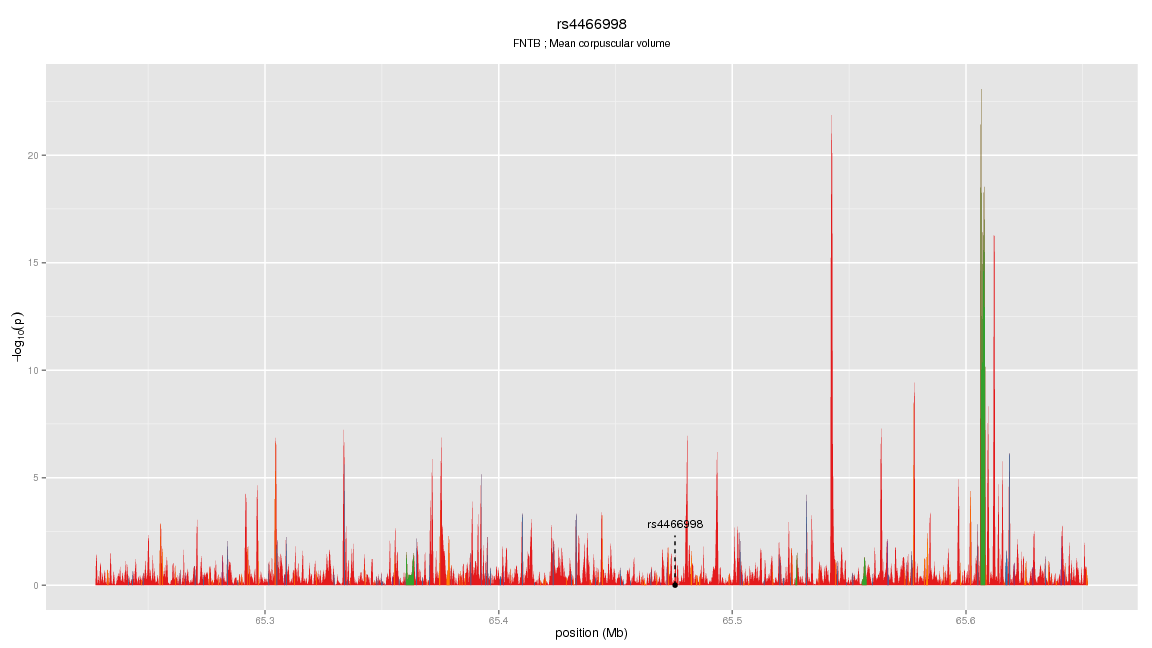 rs4466998
FNTB ; Mean corpuscular volume
−log10(p)
20
15
10
5
0
rs4466998
65.3
65.4
65.5
65.6
position (Mb)